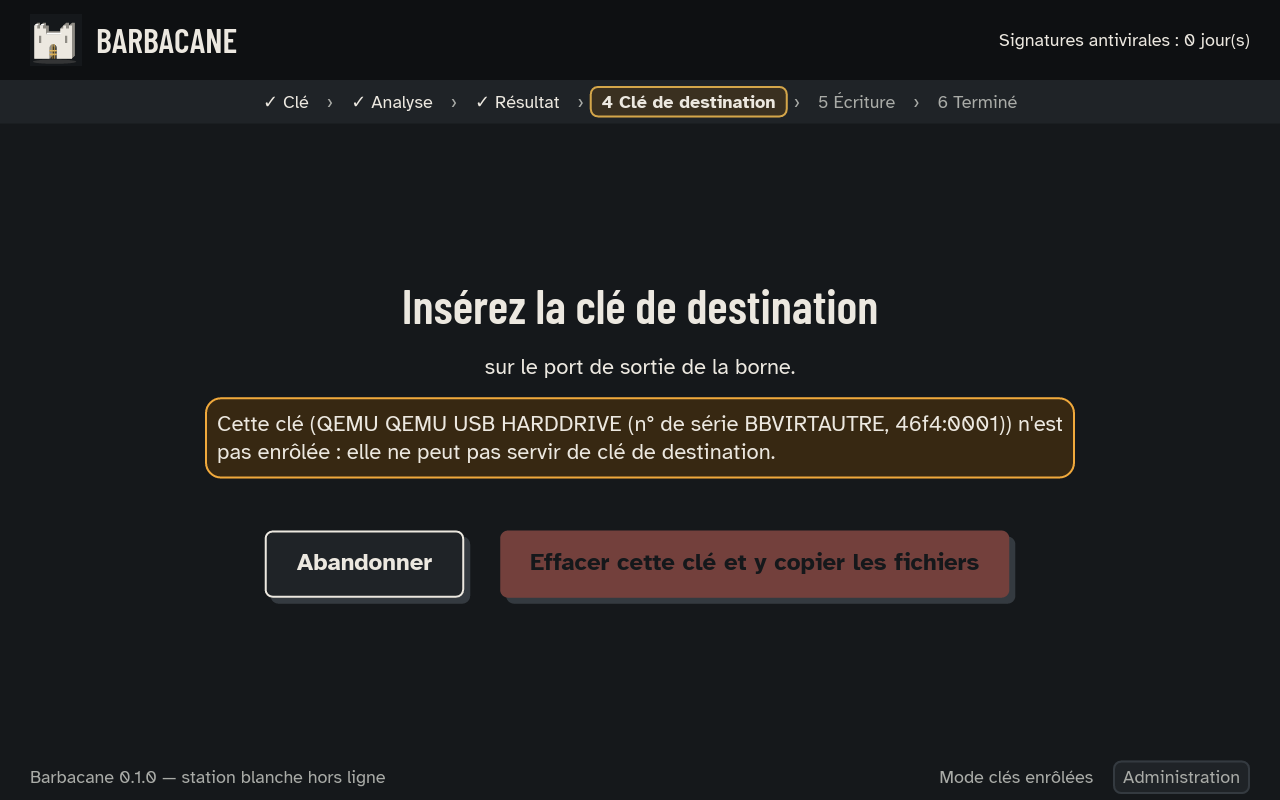 BARBACANE
Signatures antivirales : 0 jour(s)
✓ Clé › ✓ Analyse › ✓ Résultat › 4 Clé de destination › 5 Écriture › 6 Terminé
Insérez la clé de destination
sur le port de sortie de la borne.
Cette clé (QEMU QEMU USB HARDDRIVE (n° de série BBVIRTAUTRE, 46f4:0001)) n'est
pas enrôlée : elle ne peut pas servir de clé de destination.
Abandonner
Effacer cette clé et y copier les fichiers
Barbacane 0.1.0 — station blanche hors ligne
Mode clés enrôlées
Administration